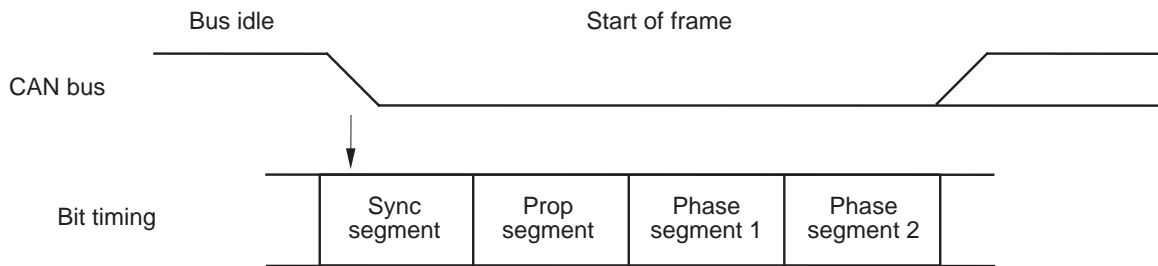 Bus idle
Start of frame
CAN bus
Bit timing
Sync
segment
Prop
segment
Phase
segment 1
Phase
segment 2